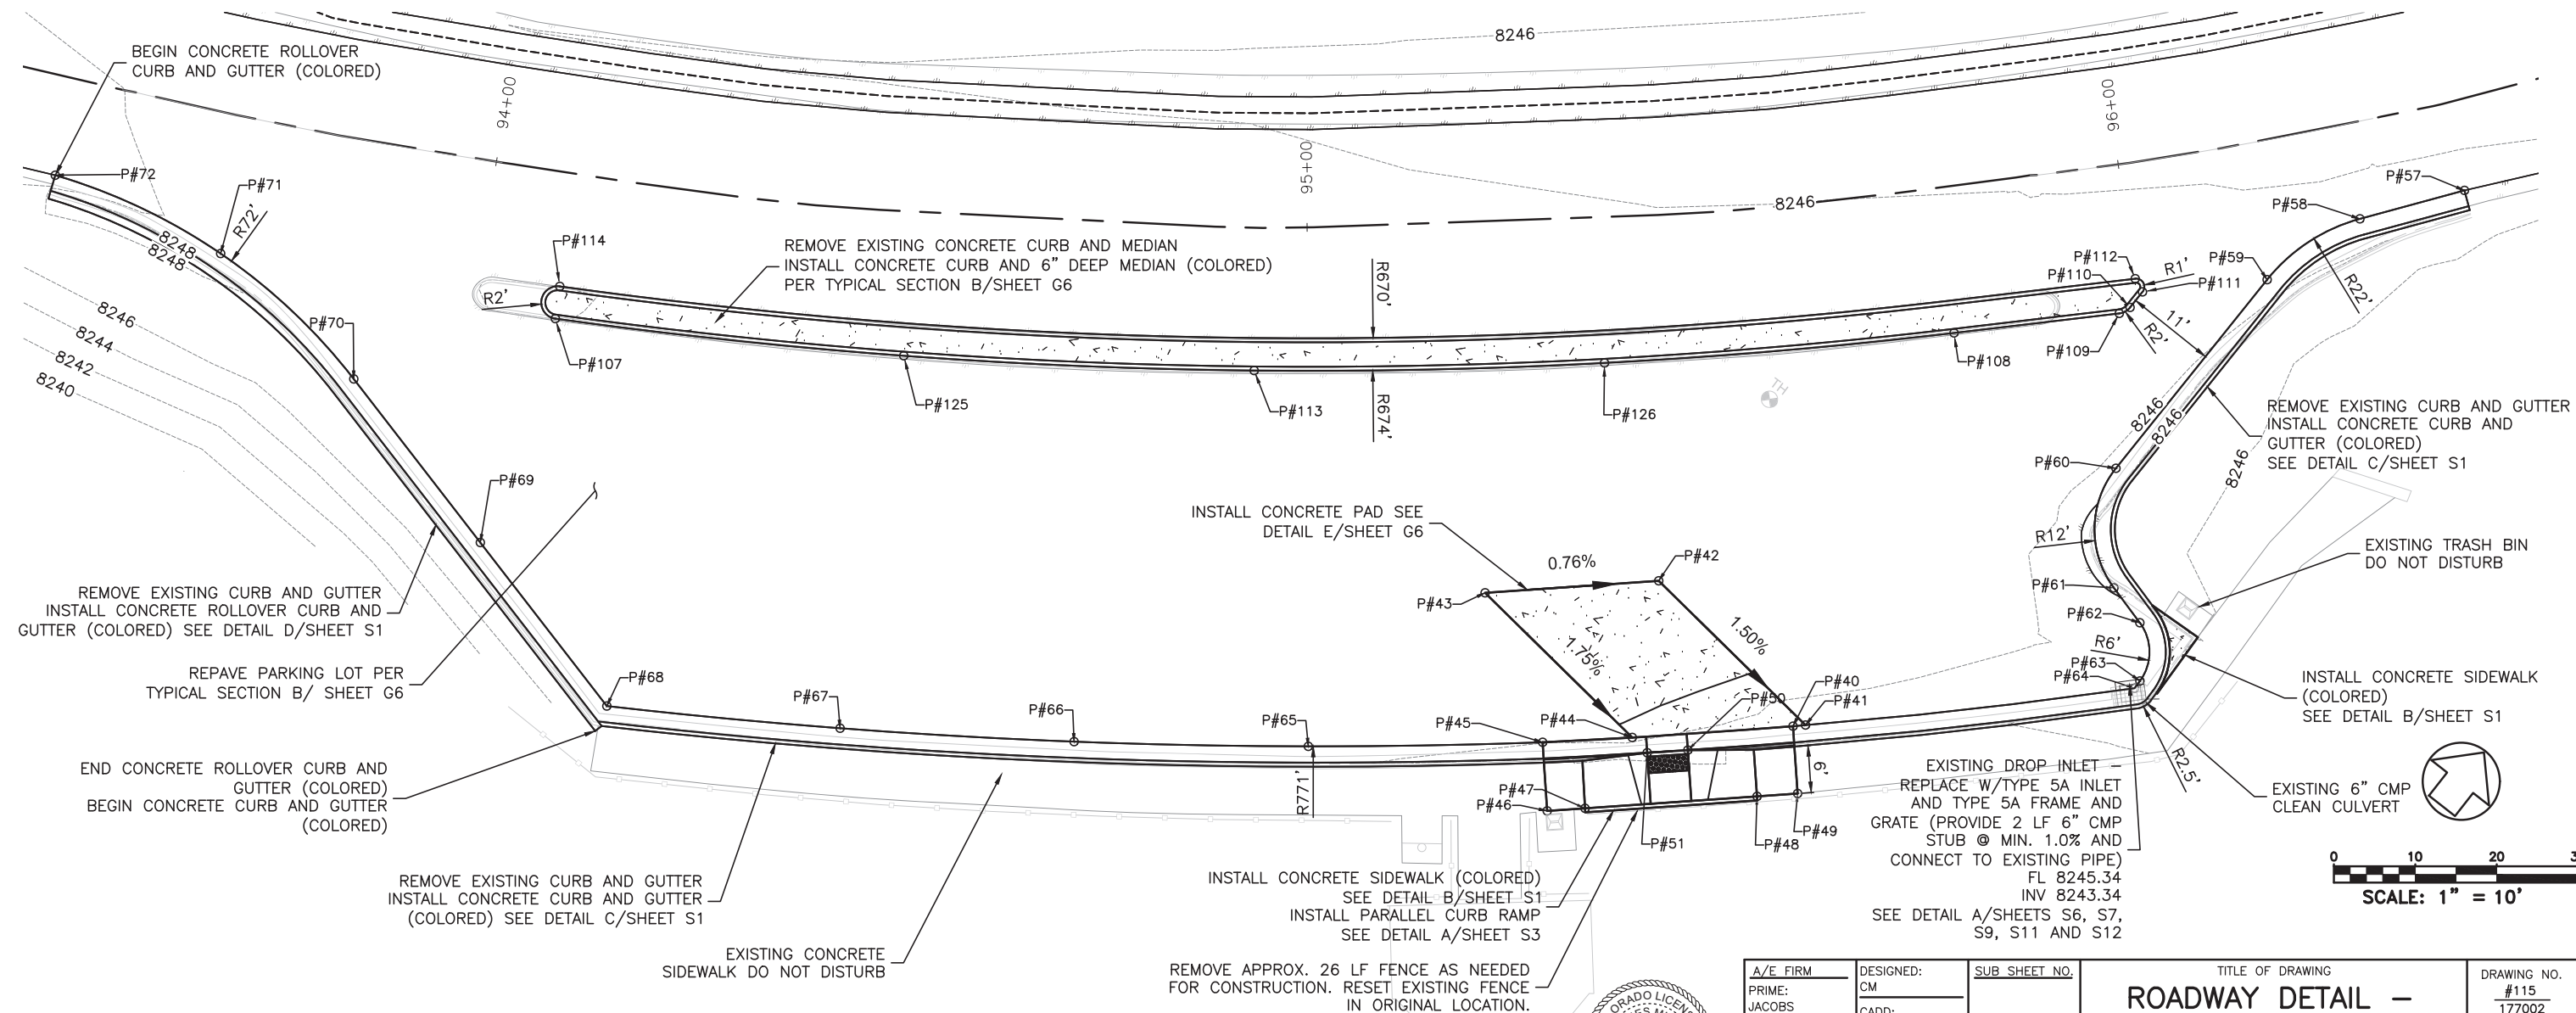 8246
BEGIN CONCRETE ROLLOVER
CURB AND GUTTER (COLORED)
94+00
95+00
96+00
P#72
P#71
R72'
8248
8248
8246
8244
8242
8240
P#70
P#69
P#114
R2'
P#107
REMOVE EXISTING CONCRETE CURB AND MEDIAN
INSTALL CONCRETE CURB AND 6" DEEP MEDIAN (COLORED)
PER TYPICAL SECTION B/SHEET G6
R670'
R674'
P#125
P#113
P#126
P#108
8246
P#57
P#58
P#59
P#112
P#110
R1'
P#111
11'
R2'
P#109
R22'
TH
8246
8246
8246
REMOVE EXISTING CURB AND GUTTER
INSTALL CONCRETE CURB AND
GUTTER (COLORED)
SEE DETAIL C/SHEET S1
P#60
R12'
P#61
P#62
R6'
P#63
P#64
EXISTING TRASH BIN
DO NOT DISTURB
INSTALL CONCRETE SIDEWALK
(COLORED)
SEE DETAIL B/SHEET S1
R2.5'
EXISTING 6" CMP
CLEAN CULVERT
INSTALL CONCRETE PAD SEE
DETAIL E/SHEET G6
0.76%
P#42
P#43
1.50%
1.75%
P#50
P#40
P#41
P#44
P#45
P#47
P#46
6'
P#49
P#48
P#51
REMOVE EXISTING CURB AND GUTTER
INSTALL CONCRETE ROLLOVER CURB AND
GUTTER (COLORED) SEE DETAIL D/SHEET S1
REPAVE PARKING LOT PER
TYPICAL SECTION B/ SHEET G6
P#68
P#67
P#66
P#65
R771'
END CONCRETE ROLLOVER CURB AND
GUTTER (COLORED)
BEGIN CONCRETE CURB AND GUTTER
(COLORED)
REMOVE EXISTING CURB AND GUTTER
INSTALL CONCRETE CURB AND GUTTER
(COLORED) SEE DETAIL C/SHEET S1
EXISTING CONCRETE
SIDEWALK DO NOT DISTURB
INSTALL CONCRETE SIDEWALK (COLORED)
SEE DETAIL B/SHEET S1
INSTALL PARALLEL CURB RAMP
SEE DETAIL A/SHEET S3
REMOVE APPROX. 26 LF FENCE AS NEEDED
FOR CONSTRUCTION. RESET EXISTING FENCE
IN ORIGINAL LOCATION.
EXISTING DROP INLET –
REPLACE W/TYPE 5A INLET
AND TYPE 5A FRAME AND
GRATE (PROVIDE 2 LF 6" CMP
STUB @ MIN. 1.0% AND
CONNECT TO EXISTING PIPE)
FL 8245.34
INV 8243.34
SEE DETAIL A/SHEETS S6, S7,
S9, S11 AND S12
0 10 20
SCALE: 1" = 10'
A/E FIRM
PRIME:
JACOBS
DESIGNED:
CM
CADD:
SUB SHEET NO.
TITLE OF DRAWING
ROADWAY DETAIL –
DRAWING NO.
#115
177002